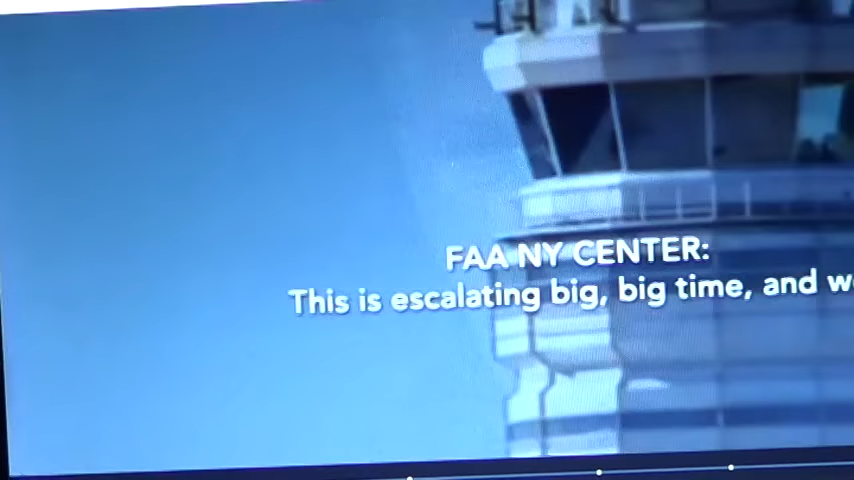 FAA NY CENTER:
This is escalating big, big time, and